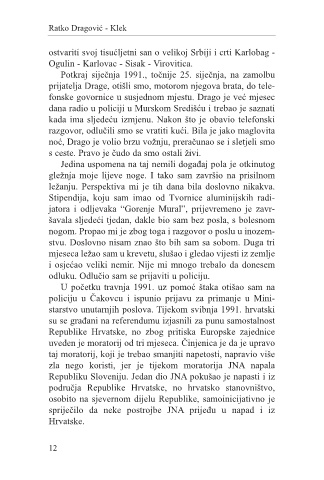 Ratko Dragović - Klek
ostvariti svoj tisućljetni san o velikoj Srbiji i crti Karlobag -
Ogulin - Karlovac - Sisak - Virovitica.
Potkraj siječnja 1991., točnije 25. siječnja, na zamolbu
prijatelja Drage, otišli smo, motorom njegova brata, do tele-
fonske govornice u susjednom mjestu. Drago je već mjesec
dana radio u policiji u Murskom Središću i trebao je saznati
kada ima sljedeću izmjenu. Nakon što je obavio telefonski
razgovor, odlučili smo se vratiti kući. Bila je jako maglovita
noć, Drago je volio brzu vožnju, preračunao se i sletjeli smo
s ceste. Pravo je čudo da smo ostali živi.
Jedina uspomena na taj nemili događaj pola je otkinutog
gležnja moje lijeve noge. I tako sam završio na prisilnom
ležanju. Perspektiva mi je tih dana bila doslovno nikakva.
Stipendija, koju sam imao od Tvornice aluminijskih radi-
jatora i odljevaka “Gorenje Mural”, prijevremeno je zavr-
šavala sljedeći tjedan, dakle bio sam bez posla, s bolesnom
nogom. Propao mi je zbog toga i razgovor o poslu u inozem-
stvu. Doslovno nisam znao što bih sam sa sobom. Duga tri
mjeseca ležao sam u krevetu, slušao i gledao vijesti iz zemlje
i osjećao veliki nemir. Nije mi mnogo trebalo da donesem
odluku. Odlučio sam se prijaviti u policiju.
U početku travnja 1991. uz pomoć štaka otišao sam na
policiju u Čakovcu i ispunio prijavu za primanje u Mini-
starstvo unutarnjih poslova. Tijekom svibnja 1991. hrvatski
su se građani na referendumu izjasnili za punu samostalnost
Republike Hrvatske, no zbog pritiska Europske zajednice
uveden je moratorij od tri mjeseca. Činjenica je da je upravo
taj moratorij, koji je trebao smanjiti napetosti, napravio više
zla nego koristi, jer je tijekom moratorija JNA napala
Republiku Sloveniju. Jedan dio JNA pokušao je napasti i iz
područja Republike Hrvatske, no hrvatsko stanovništvo,
osobito na sjevernom dijelu Republike, samoinicijativno je
spriječilo da neke postrojbe JNA prijeđu u napad i iz
Hrvatske.
12